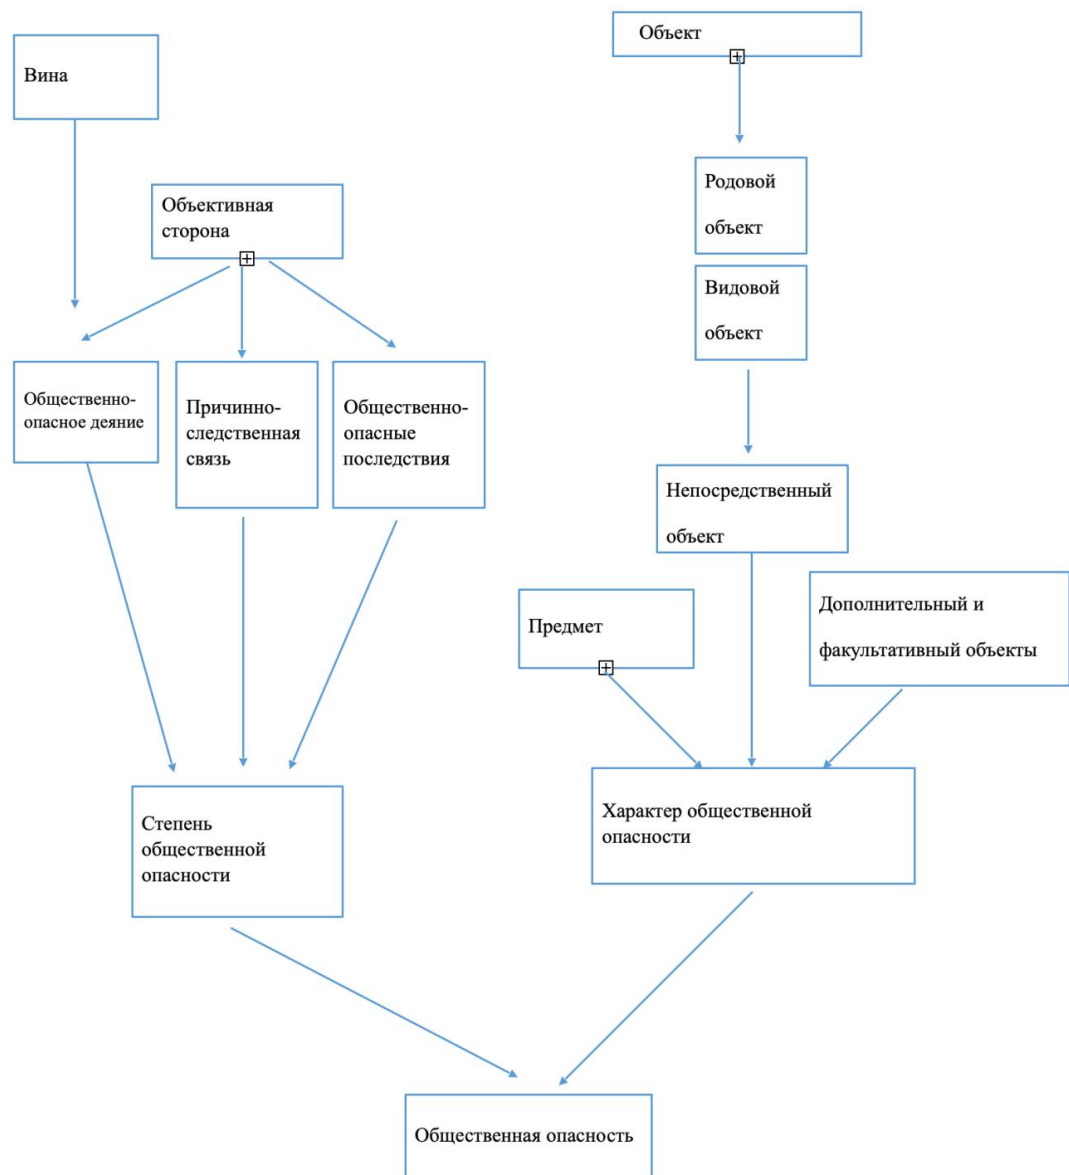 Объект
Вина
Родовой
объект
Объективная
сторона
Видовой
объект
Общественно-
опасное деяние
Причинно-
следственная
связь
Общественно-
опасные
последствия
Непосредственный
объект
Предмет
Дополнительный и
факультативный объекты
Степень
общественной
опасности
Характер общественной
опасности
Общественная опасность